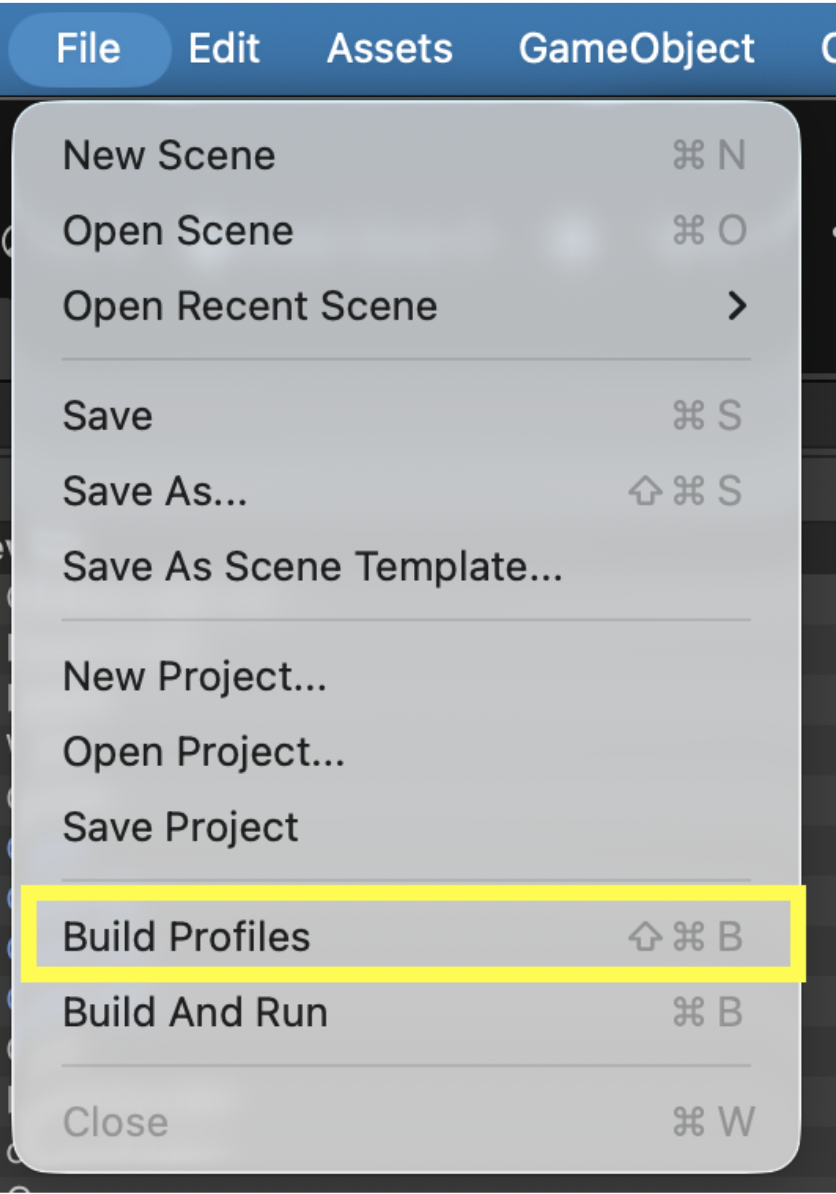 File Edit Assets GameObject
New Scene ⌘ N
Open Scene ⌘ O
Open Recent Scene >
Save ⌘ S
Save As... ⇧ ⌘ S
Save As Scene Template...
New Project...
Open Project...
Save Project
Build Profiles ⇧ ⌘ B
Build And Run ⌘ B
Close ⌘ W